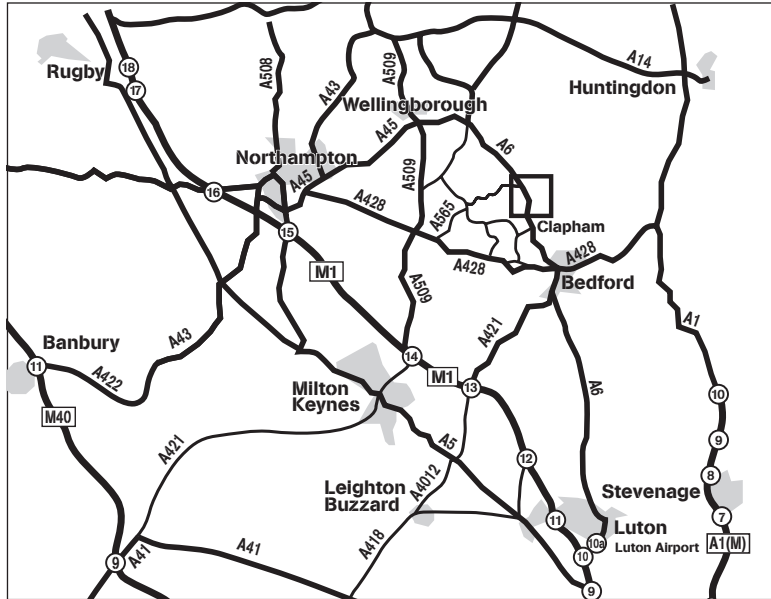 Rugby
18
17
A508
A43
A509
A14
Huntingdon
Wellingborough
A45
A6
Northampton
16
A45
A428
A509
A565
Clapham
15
A428
A428
Bedford
M1
A509
A421
A1
Banbury
11
A43
A422
14
M1
13
A6
10
M40
Milton
Keynes
A421
A5
12
9
8
A4012
Leighton
Buzzard
Stevenage
11
7
Luton
10a
Luton Airport
A1(M)
A418
A41
A41
9
10
9